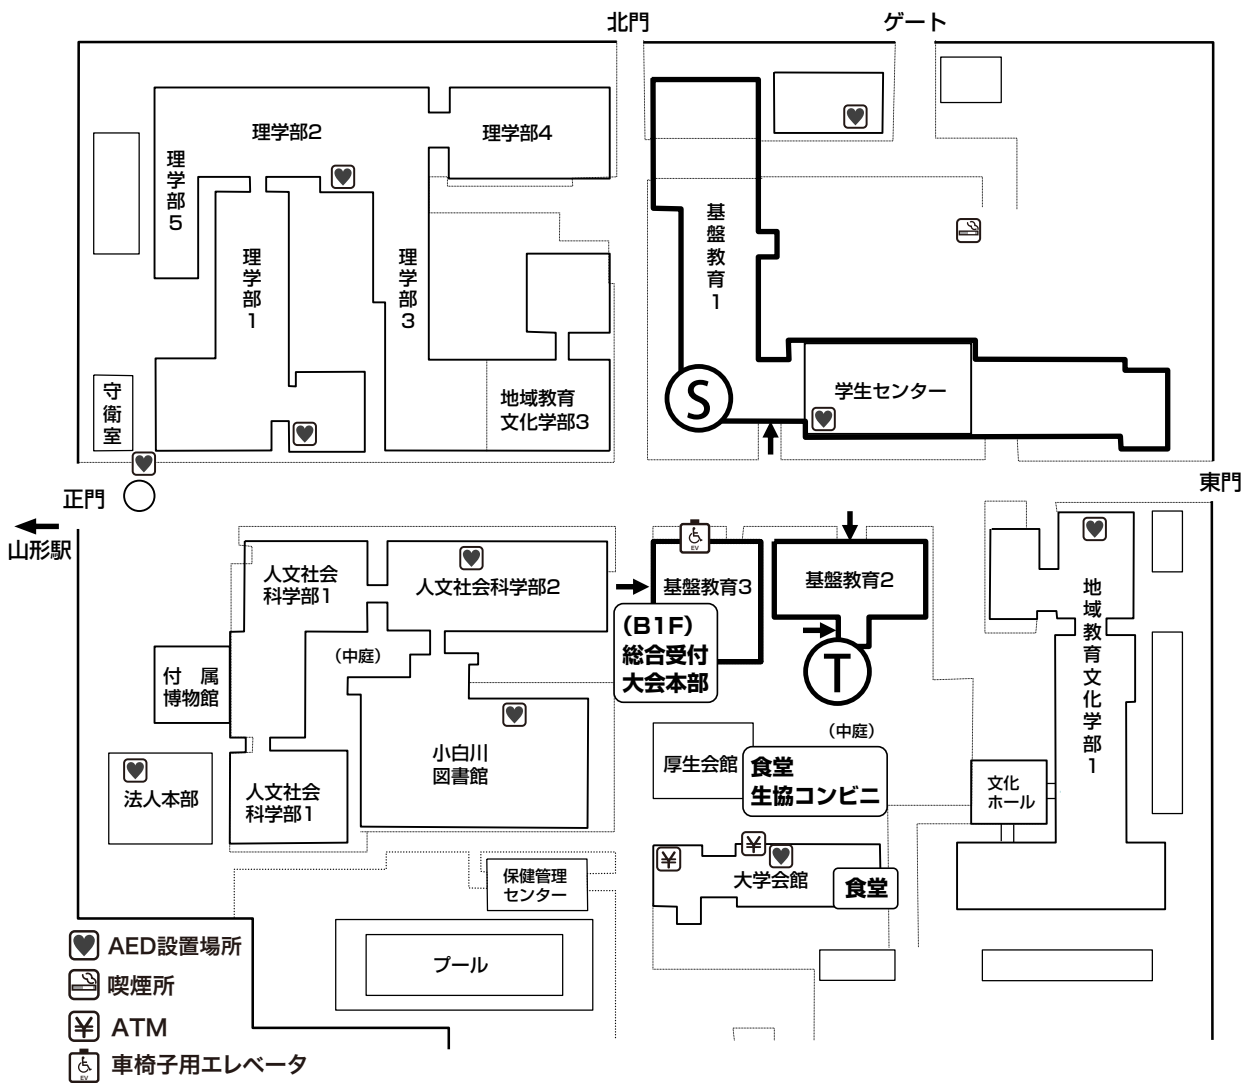 北門
ゲート
理学部2
理学部4
理学部5
理学部1
理学部3
基盤教育1
守衛室
地域教育
文化学部3
S
学生センター
正門
東門
山形駅
人文社会
科学部1
人文社会科学部2
EV
基盤教育3
基盤教育2
(B1F)
総合受付
大会本部
T
地域教育文化学部1
(中庭)
付 属
博物館
小白川
図書館
(中庭)
厚生会館
食堂
生協コンビニ
文化
ホール
法人本部
人文社会
科学部1
¥
¥
大学会館
食堂
保健管理
センター
プール
AED設置場所
喫煙所
¥ ATM
EV
車椅子用エレベータ